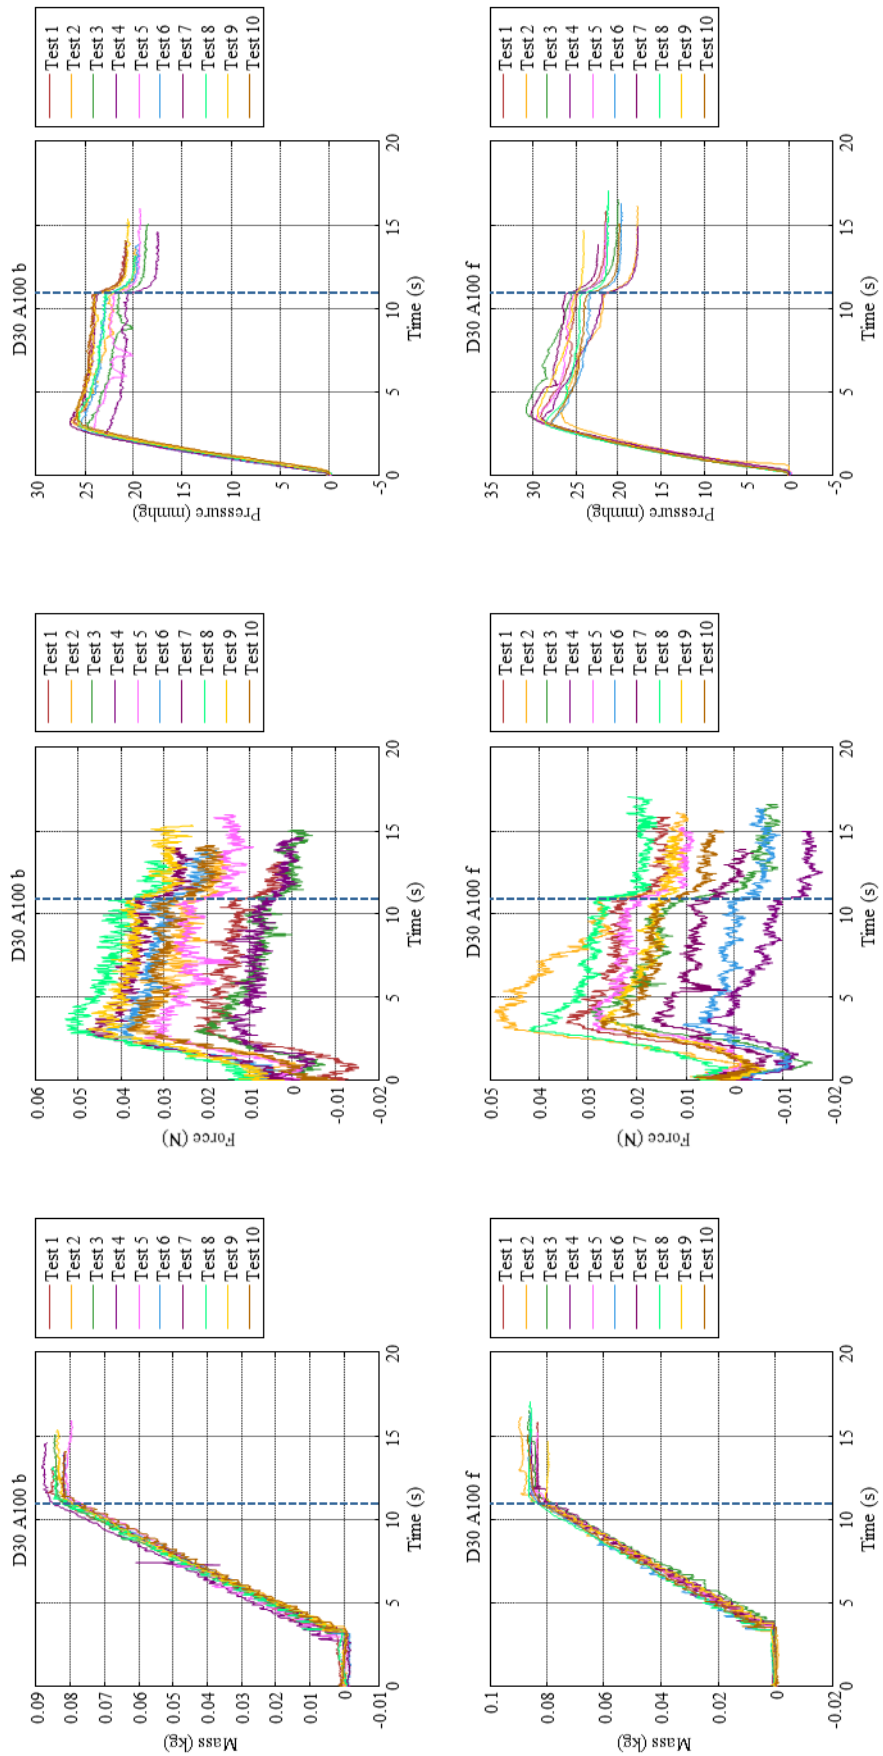 D30 A100 b
Mass (kg)
0.09
0.08
0.07
0.06
0.05
0.04
0.03
0.02
0.01
0
-0.01
0
5
10
15
20
Time (s)
Test 1
Test 2
Test 3
Test 4
Test 5
Test 6
Test 7
Test 8
Test 9
Test 10
D30 A100 b
Force (N)
0.06
0.05
0.04
0.03
0.02
0.01
0
-0.01
-0.02
0
5
10
15
20
Time (s)
Test 1
Test 2
Test 3
Test 4
Test 5
Test 6
Test 7
Test 8
Test 9
Test 10
D30 A100 b
Pressure (mmhg)
30
25
20
15
10
5
0
-5
0
5
10
15
20
Time (s)
Test 1
Test 2
Test 3
Test 4
Test 5
Test 6
Test 7
Test 8
Test 9
Test 10
D30 A100 f
Mass (kg)
0.1
0.08
0.06
0.04
0.02
0
-0.02
0
5
10
15
20
Time (s)
Test 1
Test 2
Test 3
Test 4
Test 5
Test 6
Test 7
Test 8
Test 9
Test 10
D30 A100 f
Force (N)
0.05
0.04
0.03
0.02
0.01
0
-0.01
-0.02
0
5
10
15
20
Time (s)
Test 1
Test 2
Test 3
Test 4
Test 5
Test 6
Test 7
Test 8
Test 9
Test 10
D30 A100 f
Pressure (mmhg)
35
30
25
20
15
10
5
0
-5
0
5
10
15
20
Time (s)
Test 1
Test 2
Test 3
Test 4
Test 5
Test 6
Test 7
Test 8
Test 9
Test 10